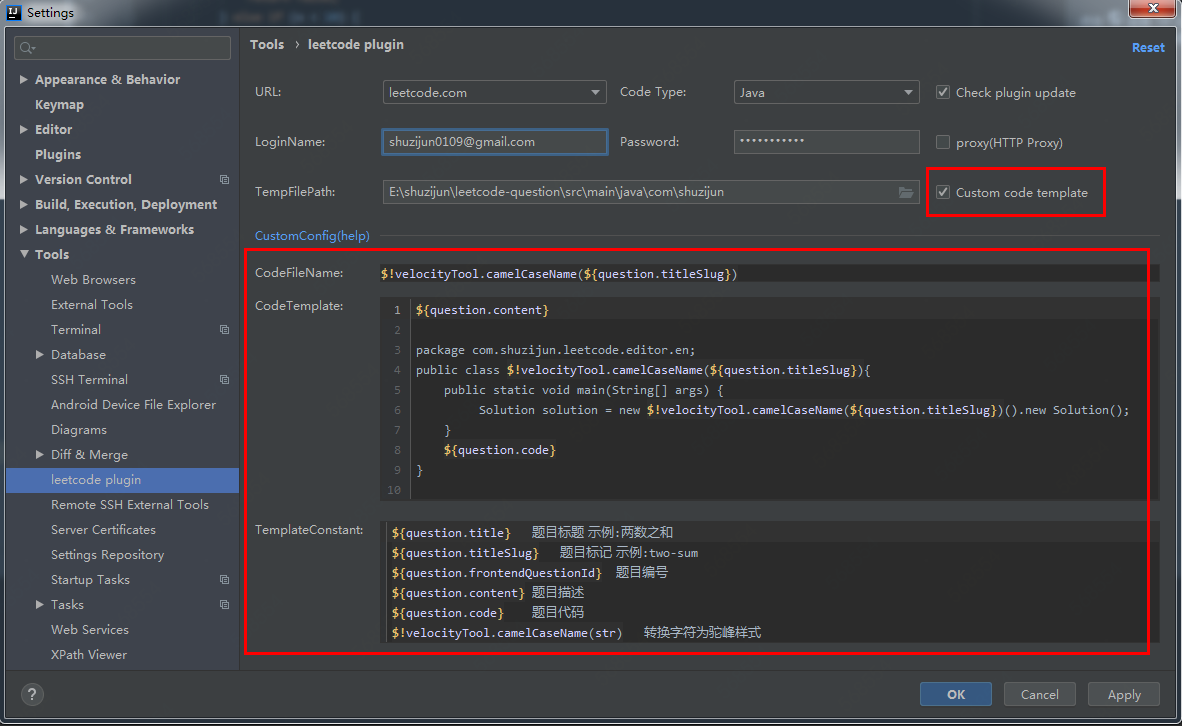 IJ Settings
Tools › leetcode plugin
Reset
Appearance & Behavior
Keymap
Editor
Plugins
Version Control
Build, Execution, Deployment
Languages & Frameworks
Tools
Web Browsers
External Tools
Terminal
Database
SSH Terminal
Android Device File Explorer
Diagrams
Diff & Merge
leetcode plugin
Remote SSH External Tools
Server Certificates
Settings Repository
Startup Tasks
Tasks
Web Services
XPath Viewer
URL: leetcode.com Code Type: Java Check plugin update
LoginName: shuzijun0109@gmail.com Password: ••••••••••• proxy(HTTP Proxy)
TempFilePath: E:\shuzijun\leetcode-question\src\main\java\com\shuzijun Custom code template
CustomConfig(help)
CodeFileName: $!velocityTool.camelCaseName(${question.titleSlug})
CodeTemplate: 1 ${question.content}
2
3 package com.shuzijun.leetcode.editor.en;
4 public class $!velocityTool.camelCaseName(${question.titleSlug}){
5 public static void main(String[] args) {
6 Solution solution = new $!velocityTool.camelCaseName(${question.titleSlug})().new Solution();
7 }
8 ${question.code}
9 }
10
TemplateConstant: ${question.title} 题目标题 示例:两数之和
${question.titleSlug} 题目标记 示例:two-sum
${question.frontendQuestionId} 题目编号
${question.content} 题目描述
${question.code} 题目代码
$!velocityTool.camelCaseName(str) 转换字符为驼峰样式
? OK Cancel Apply